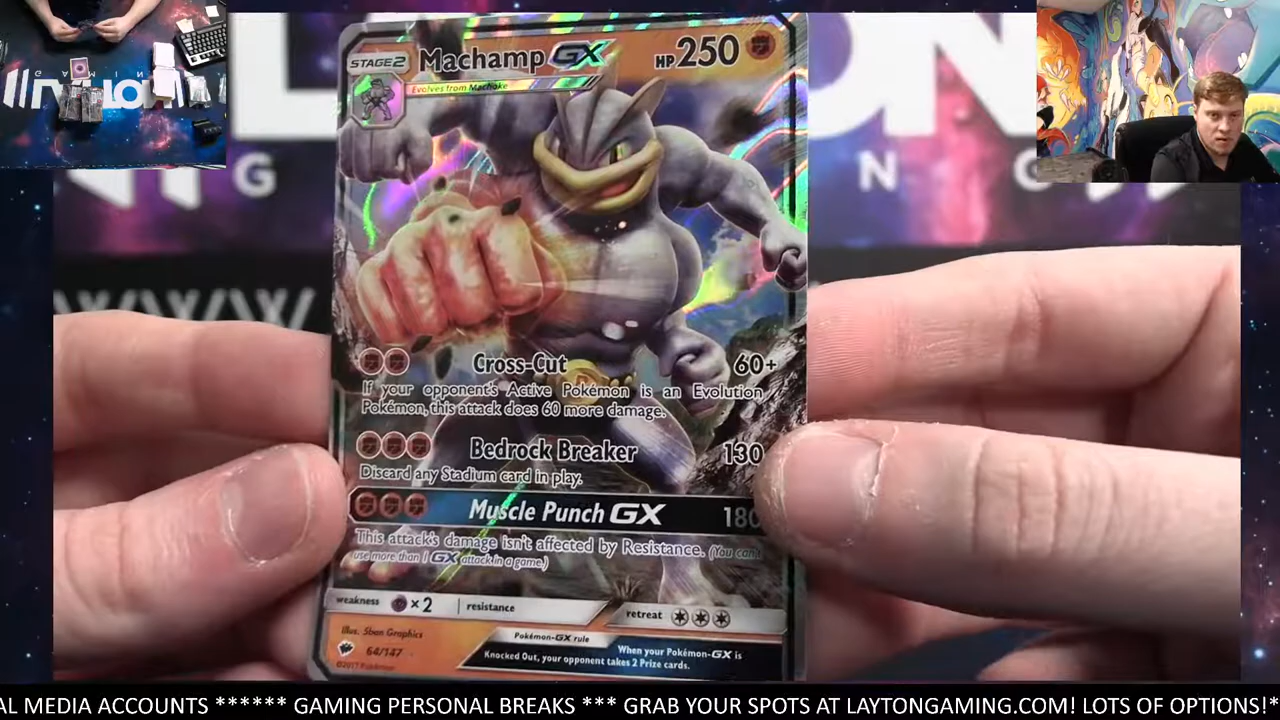 STAGE2
Machamp GX
HP250
Evolves from Machoke
Cross-Cut 60+
If your opponent's Active Pokémon is an Evolution
Pokémon, this attack does 60 more damage.
Bedrock Breaker 130
Discard any Stadium card in play.
Muscle Punch GX 180
This attack's damage isn't affected by Resistance. (You can't
use more than 1 GX attack in a game.)
weakness ×2 resistance retreat
Illus. 5ban Graphics
64/147
©2017 Pokémon
Pokémon-GX rule
When your Pokémon-GX is
Knocked Out, your opponent takes 2 Prize cards.
N G
G
WWW
AL MEDIA ACCOUNTS ****** GAMING PERSONAL BREAKS *** GRAB YOUR SPOTS AT LAYTONGAMING.COM! LOTS OF OPTIONS!*